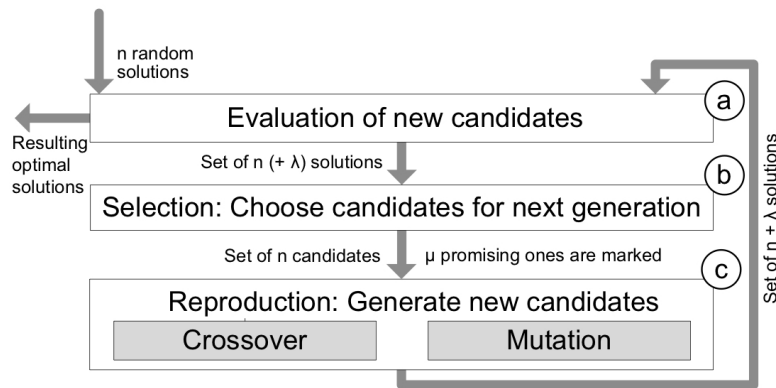 n random
solutions
a
Evaluation of new candidates
Resulting
optimal
solutions
Set of n (+ λ) solutions
b
Selection: Choose candidates for next generation
Set of n candidates
μ promising ones are marked
c
Reproduction: Generate new candidates
Crossover
Mutation
Set of n + λ solutions